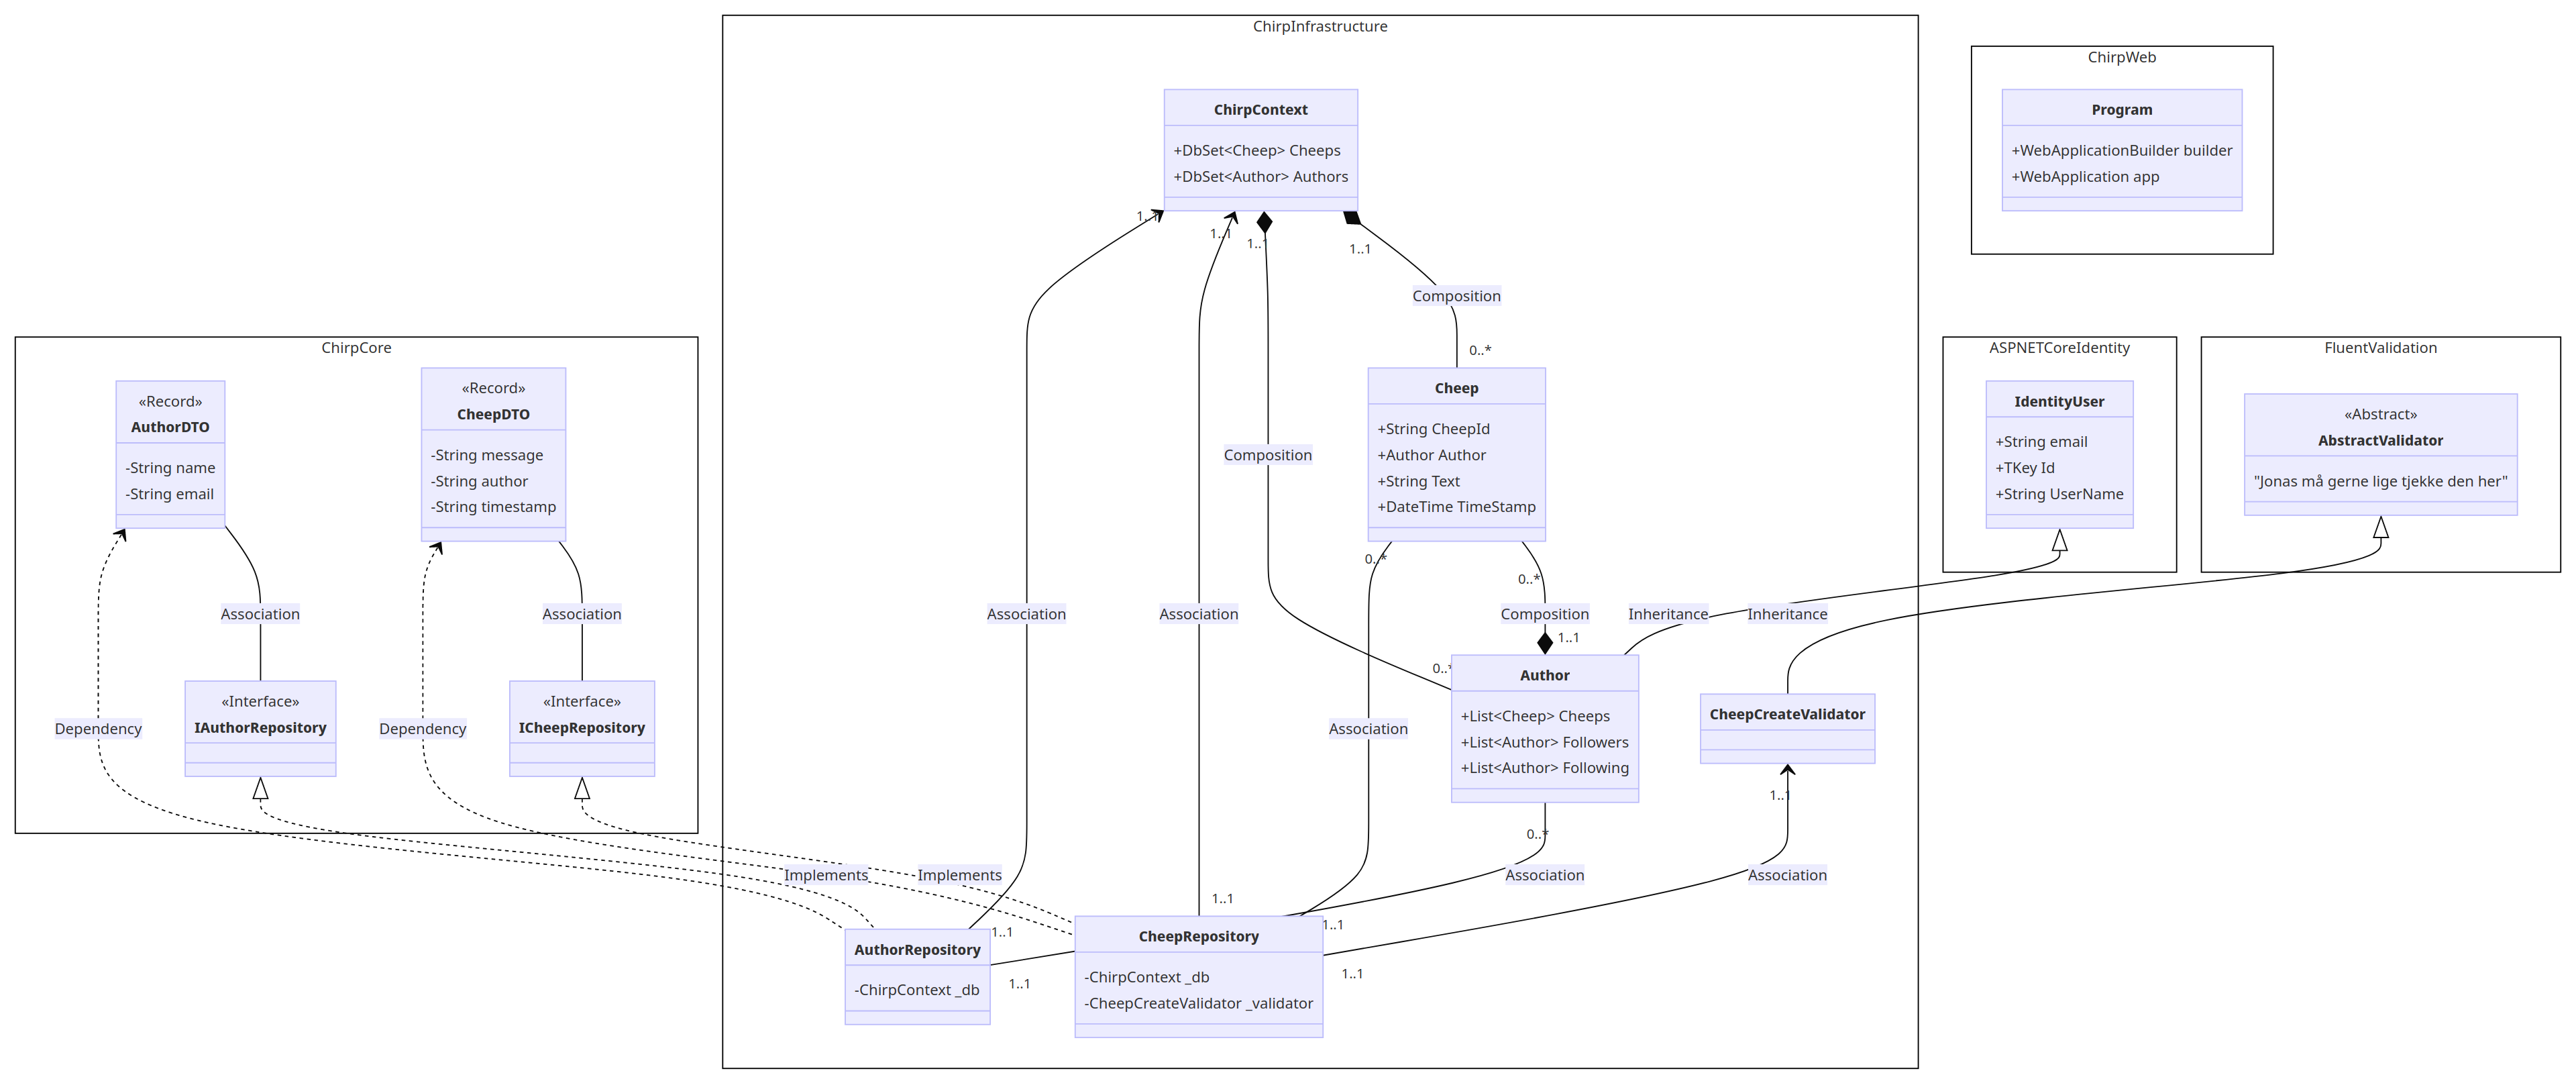 ChirpInfrastructure
ChirpWeb
ChirpContext
+DbSet<Cheep> Cheeps
+DbSet<Author> Authors
Program
+WebApplicationBuilder builder
+WebApplication app
1..1
1..1
1..1
1..1
Composition
0..*
ChirpCore
ASPNETCoreIdentity
FluentValidation
«Record»
AuthorDTO
-String name
-String email
«Record»
CheepDTO
-String message
-String author
-String timestamp
Composition
Cheep
+String CheepId
+Author Author
+String Text
+DateTime TimeStamp
IdentityUser
+String email
+TKey Id
+String UserName
«Abstract»
AbstractValidator
"Jonas må gerne lige tjekke den her"
0..*
0..*
Association
Association
Association
Association
Composition
Inheritance
Inheritance
1..1
0..*
Dependency
«Interface»
IAuthorRepository
Dependency
«Interface»
ICheepRepository
Association
Author
+List<Cheep> Cheeps
+List<Author> Followers
+List<Author> Following
CheepCreateValidator
1..1
0..*
Implements
Implements
Association
Association
1..1
1..1
1..1
AuthorRepository
-ChirpContext _db
1..1
CheepRepository
-ChirpContext _db
-CheepCreateValidator _validator
1..1